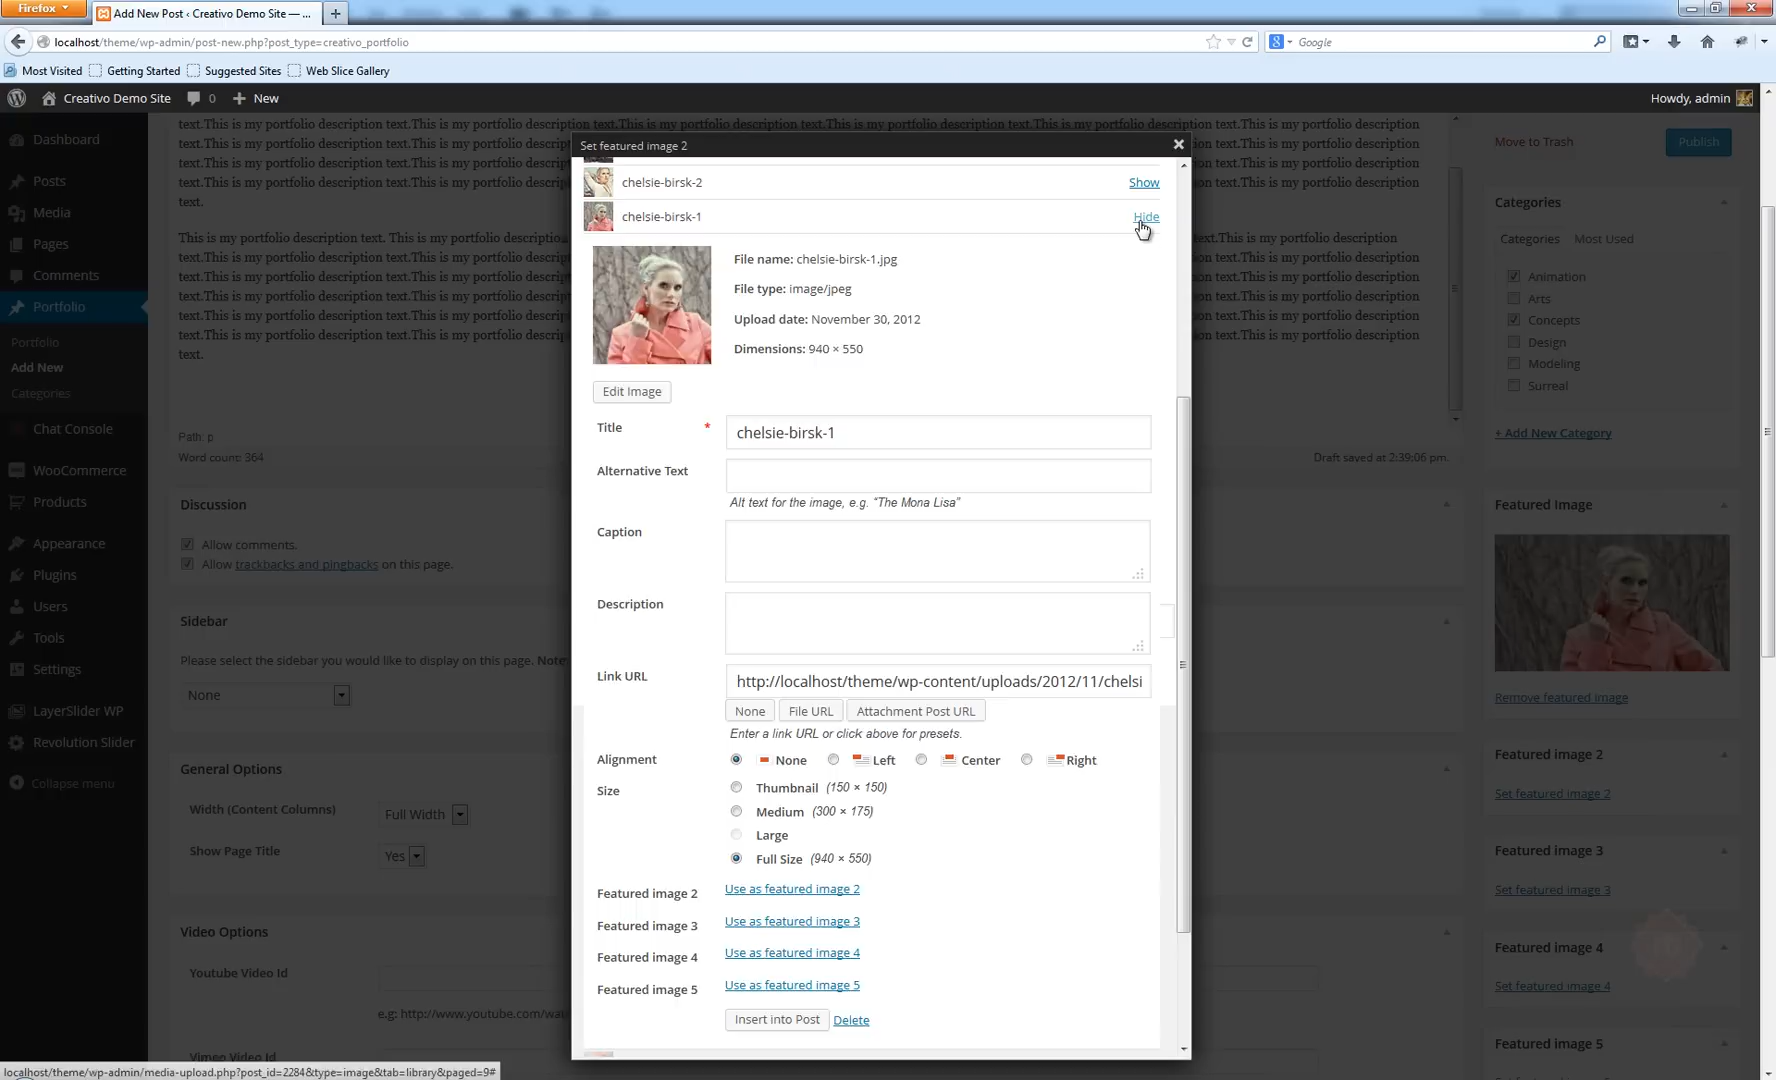 Firefox
Add New Post ‹ Creativo Demo Site — ...
localhost/theme/wp-admin/post-new.php?post_type=creativo_portfolio
Google
Most Visited
Getting Started
Suggested Sites
Web Slice Gallery
Creativo Demo Site
0
New
Howdy, admin
Dashboard
Posts
Media
Pages
Comments
Portfolio
Portfolio
Add New
Categories
Chat Console
WooCommerce
Products
Appearance
Plugins
Users
Tools
Settings
LayerSlider WP
Revolution Slider
Collapse menu
text.
text.
Path: p
Word count: 364
Draft saved at 2:39:06 pm.
Discussion
Allow comments.
Allow trackbacks and pingbacks on this page.
Sidebar
Please select the sidebar you would like to display on this page. Note
None
General Options
Width (Content Columns)
Full Width
Show Page Title
Yes
Video Options
Youtube Video Id
e.g: http://www.youtube.com/wa
Vimeo Video Id
Set featured image 2
chelsie-birsk-2
Show
chelsie-birsk-1
Hide
File name: chelsie-birsk-1.jpg
File type: image/jpeg
Upload date: November 30, 2012
Dimensions: 940 × 550
Edit Image
Title
*
chelsie-birsk-1
Alternative Text
Alt text for the image, e.g. “The Mona Lisa”
Caption
Description
Link URL
http://localhost/theme/wp-content/uploads/2012/11/chelsi
None
File URL
Attachment Post URL
Enter a link URL or click above for presets.
Alignment
None
Left
Center
Right
Size
Thumbnail (150 × 150)
Medium (300 × 175)
Large
Full Size (940 × 550)
Featured image 2
Use as featured image 2
Featured image 3
Use as featured image 3
Featured image 4
Use as featured image 4
Featured image 5
Use as featured image 5
Insert into Post
Delete
Move to Trash
Publish
Categories
Categories
Most Used
Animation
Arts
Concepts
Design
Modeling
Surreal
+ Add New Category
Featured Image
Remove featured image
Featured image 2
Set featured image 2
Featured image 3
Set featured image 3
Featured image 4
Set featured image 4
Featured image 5
localhost/theme/wp-admin/media-upload.php?post_id=2284&type=image&tab=library&paged=9#